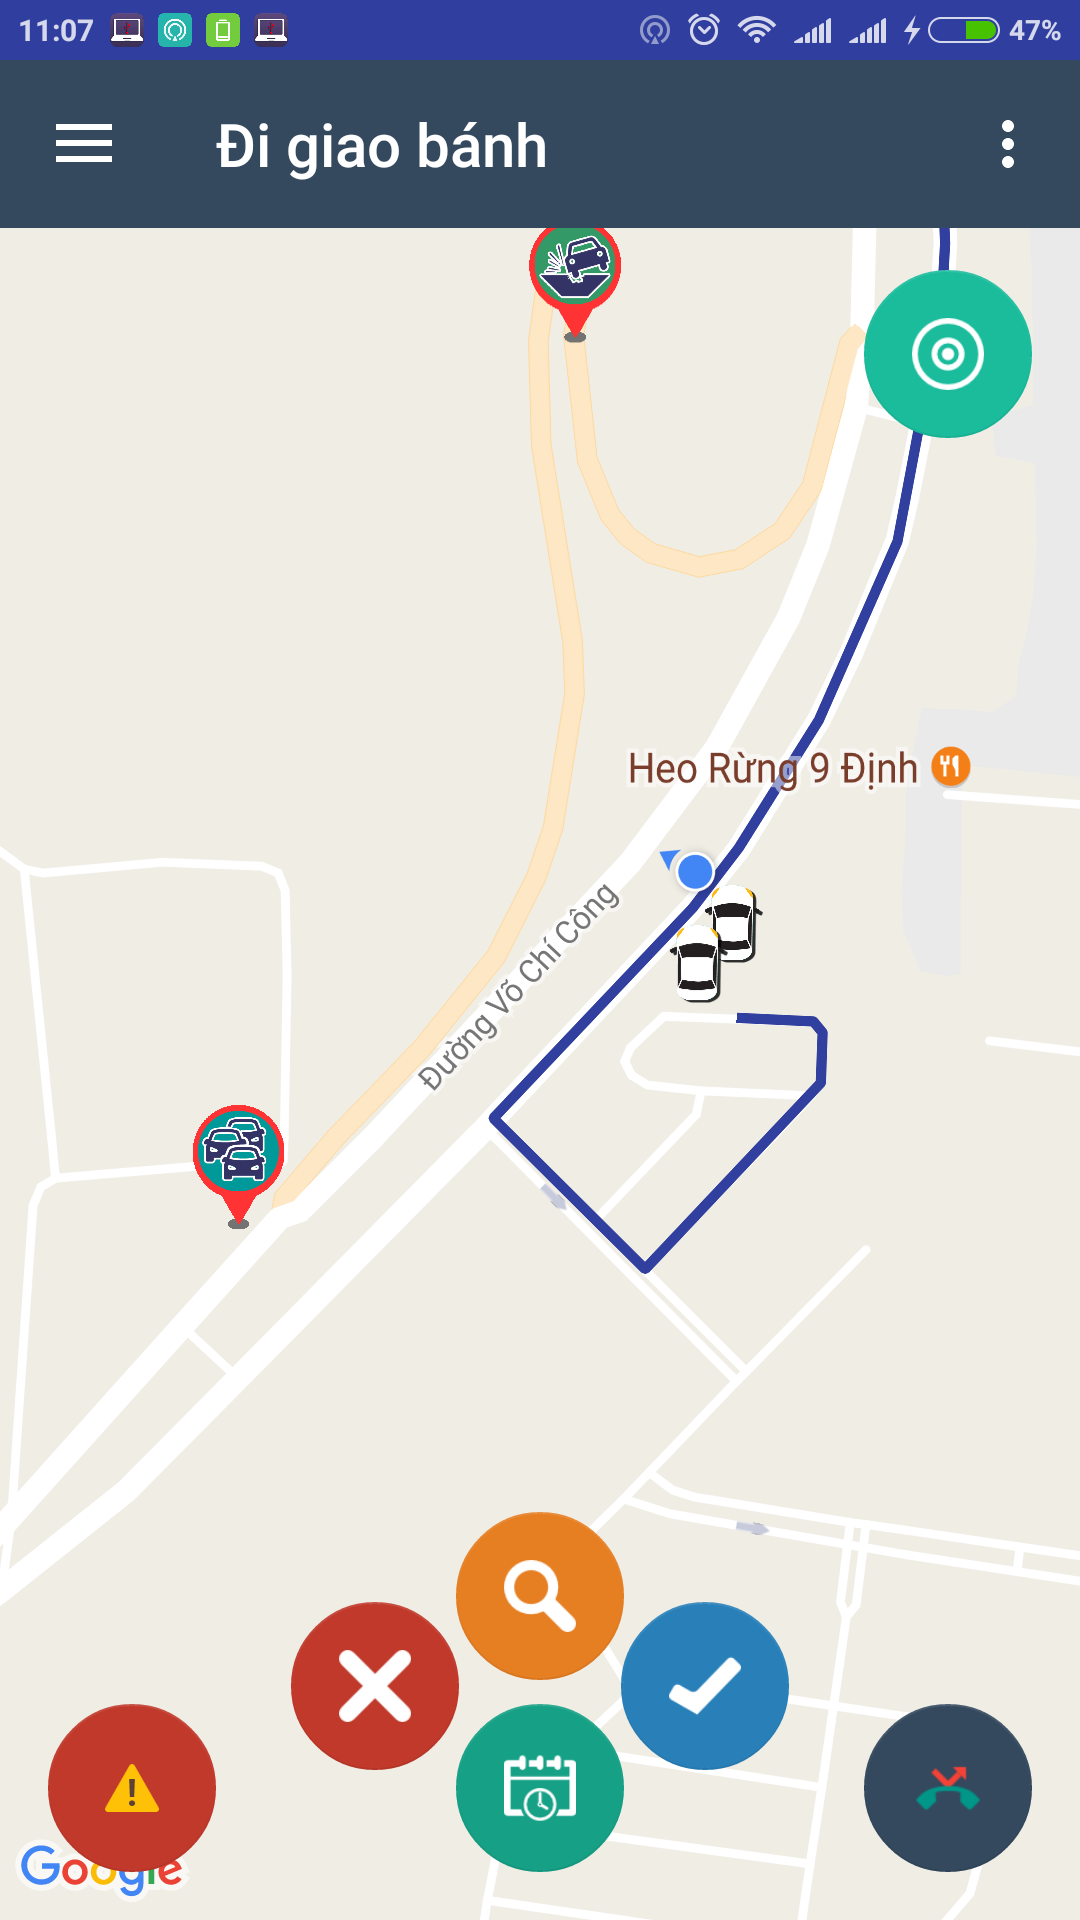 11:07
47%
Đi giao bánh
Heo Rừng 9 Định
Đường Võ Chí Công
Google